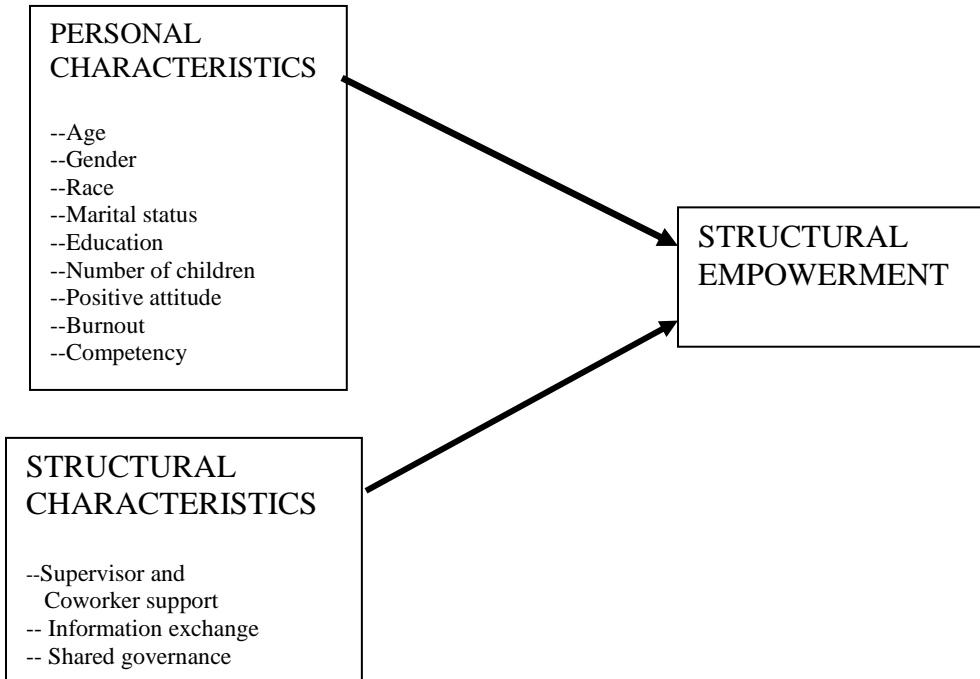 PERSONAL
CHARACTERISTICS
--Age
--Gender
--Race
--Marital status
--Education
--Number of children
--Positive attitude
--Burnout
--Competency
STRUCTURAL
EMPOWERMENT
STRUCTURAL
CHARACTERISTICS
--Supervisor and
Coworker support
-- Information exchange
-- Shared governance